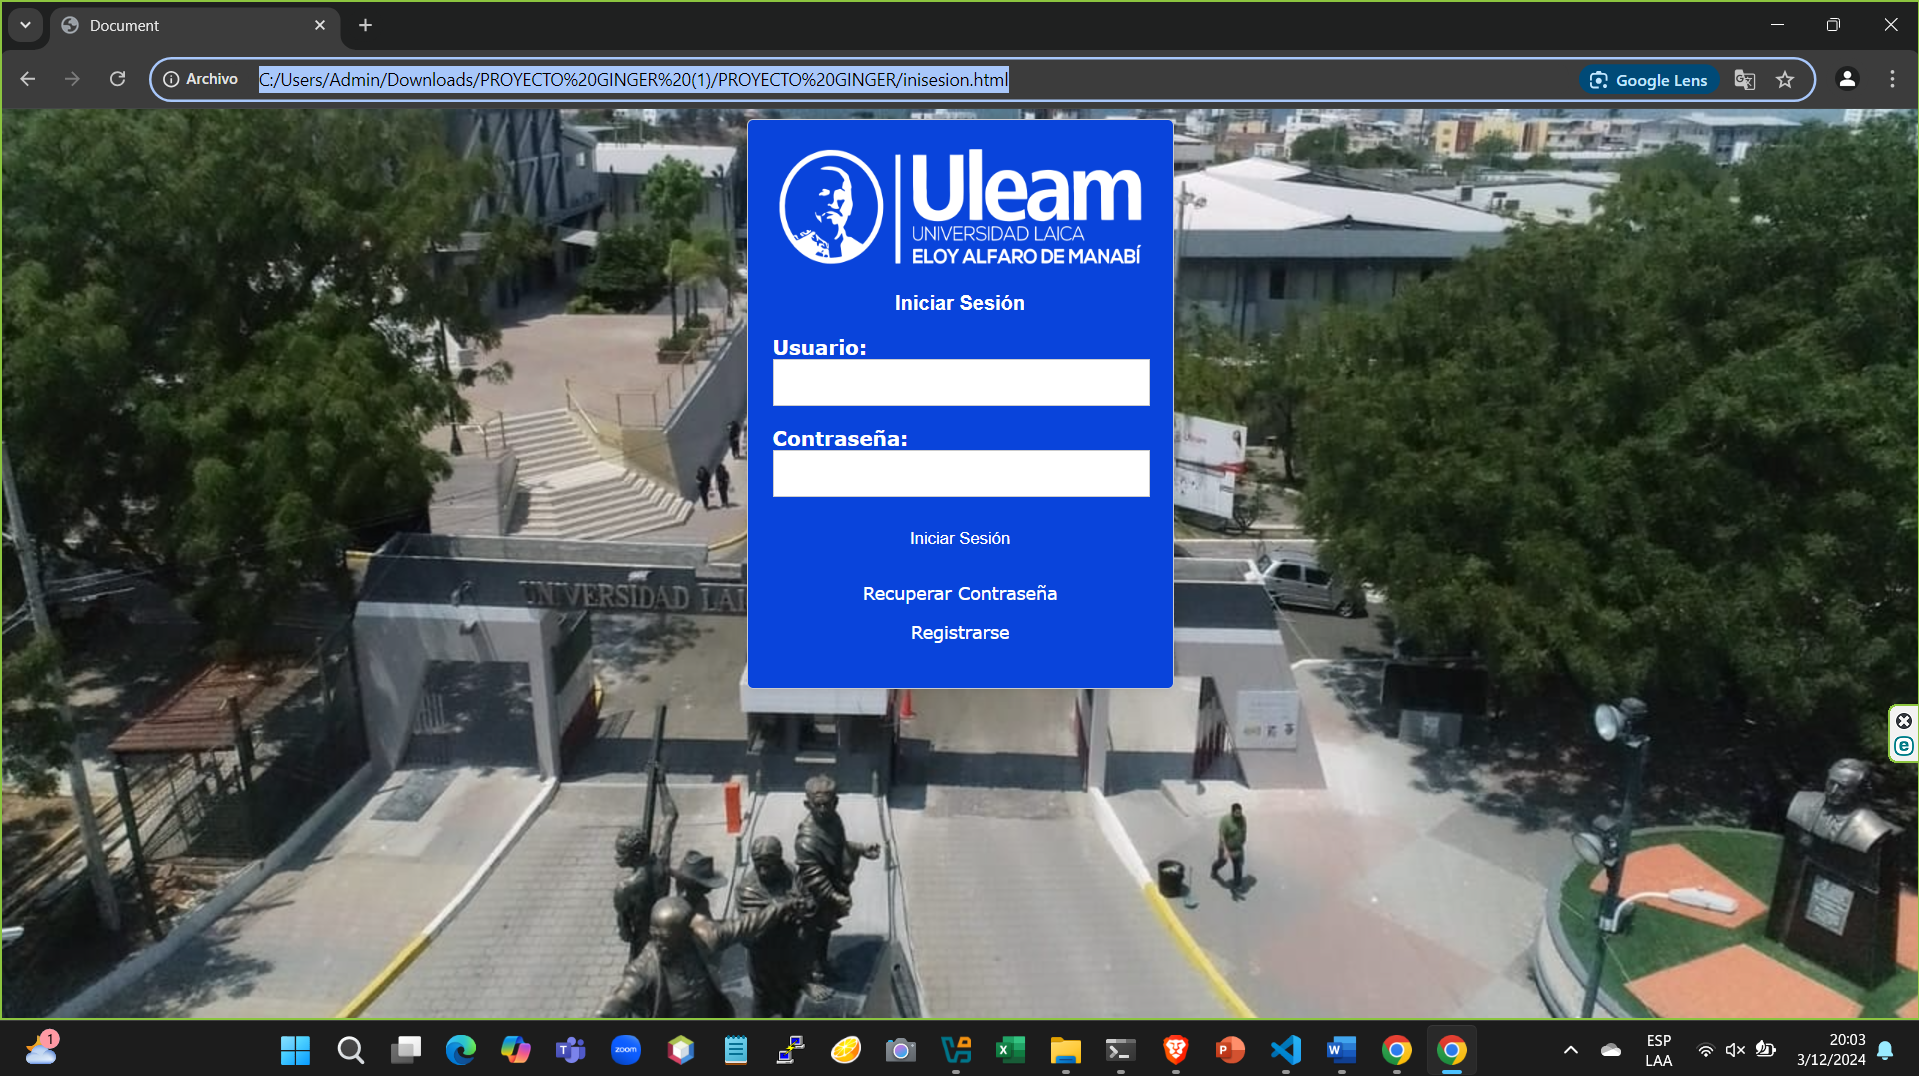 Document
Archivo
C:/Users/Admin/Downloads/PROYECTO%20GINGER%20(1)/PROYECTO%20GINGER/inisesion.html
Google Lens
Uleam
UNIVERSIDAD LAICA
ELOY ALFARO DE MANABÍ
Iniciar Sesión
Usuario:
Contraseña:
Iniciar Sesión
Recuperar Contraseña
Registrarse
UNIVERSIDAD LAI
1
zoom
ESP
LAA
20:03
3/12/2024